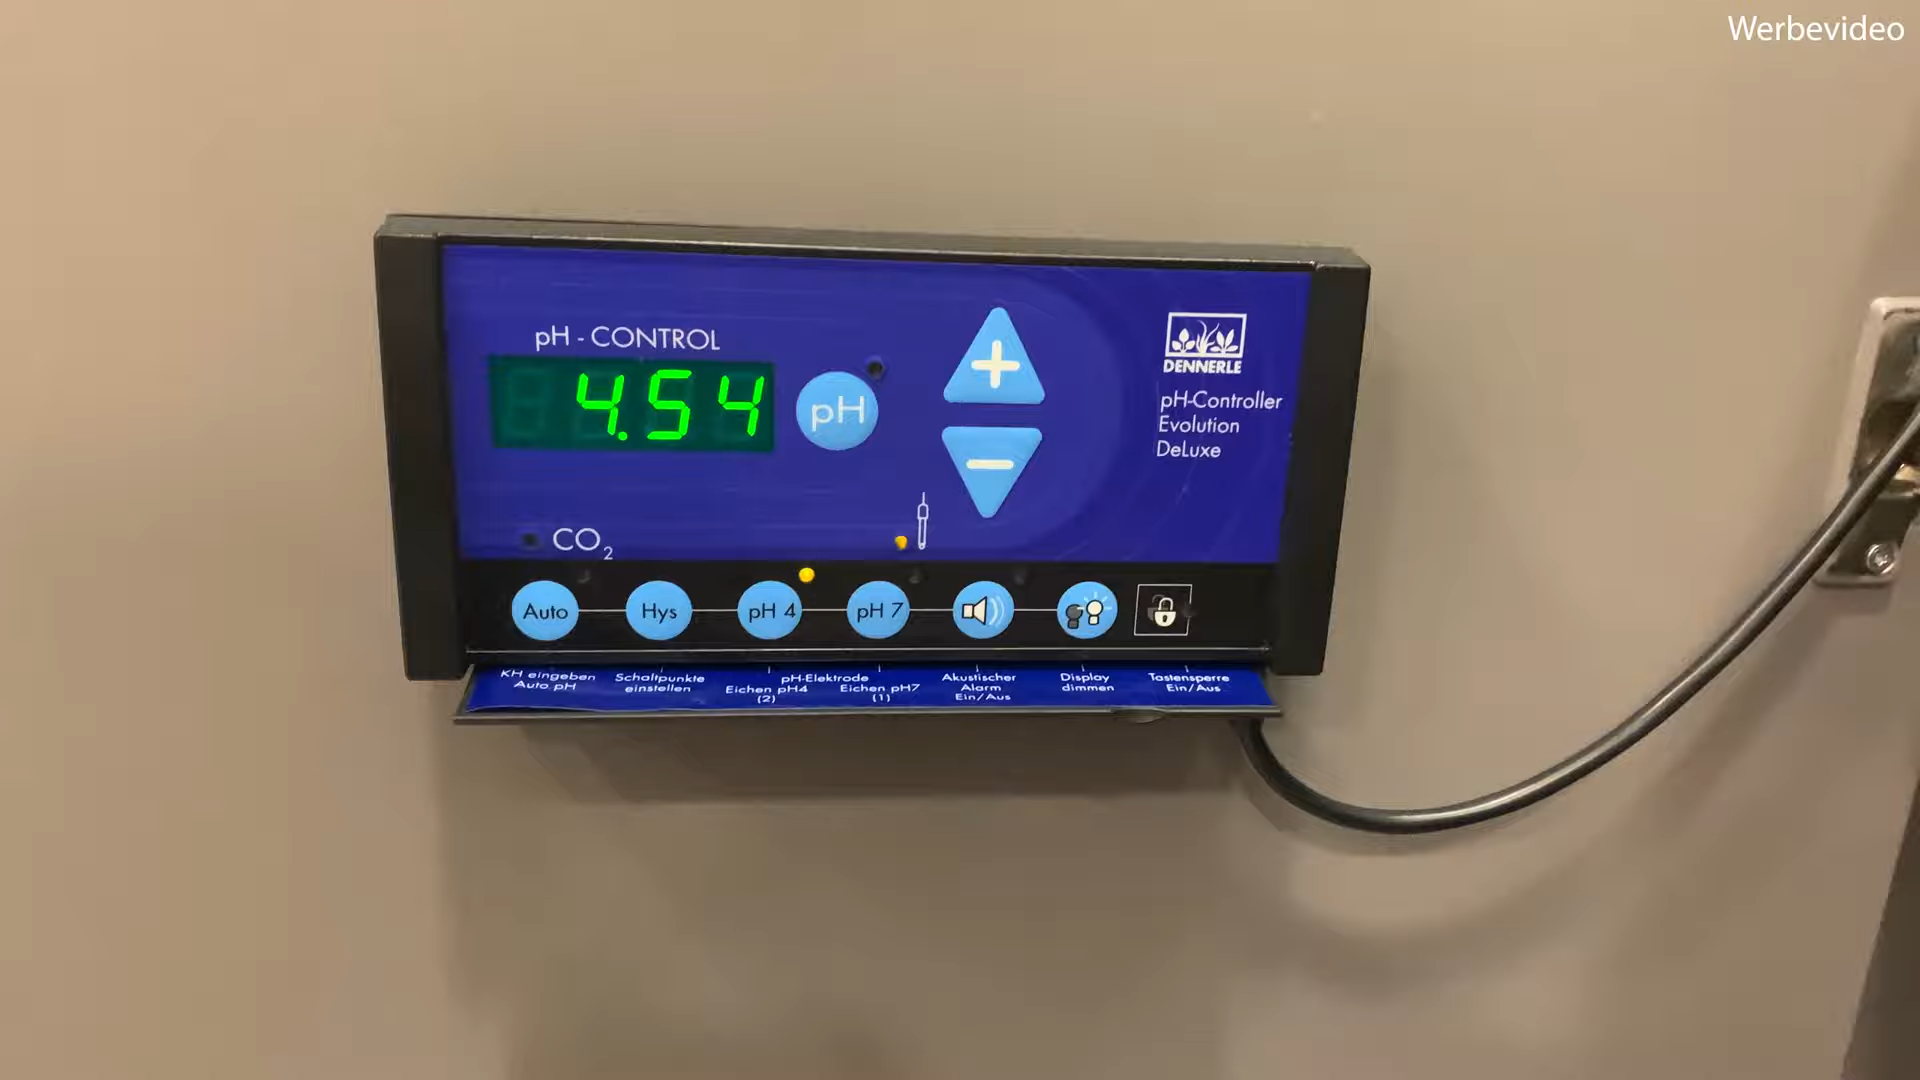 Werbevideo
pH - CONTROL
4.54
pH
+
−
DENNERLE
pH-Controller
Evolution
DeLuxe
CO₂
Auto
Hys
pH 4
pH 7
KH eingeben
Auto pH
Schaltpunkte
einstellen
pH-Elektrode
Eichen pH4
(2)
Eichen pH7
(1)
Akustischer
Alarm
Ein/Aus
Display
dimmen
Tastensperre
Ein/Aus